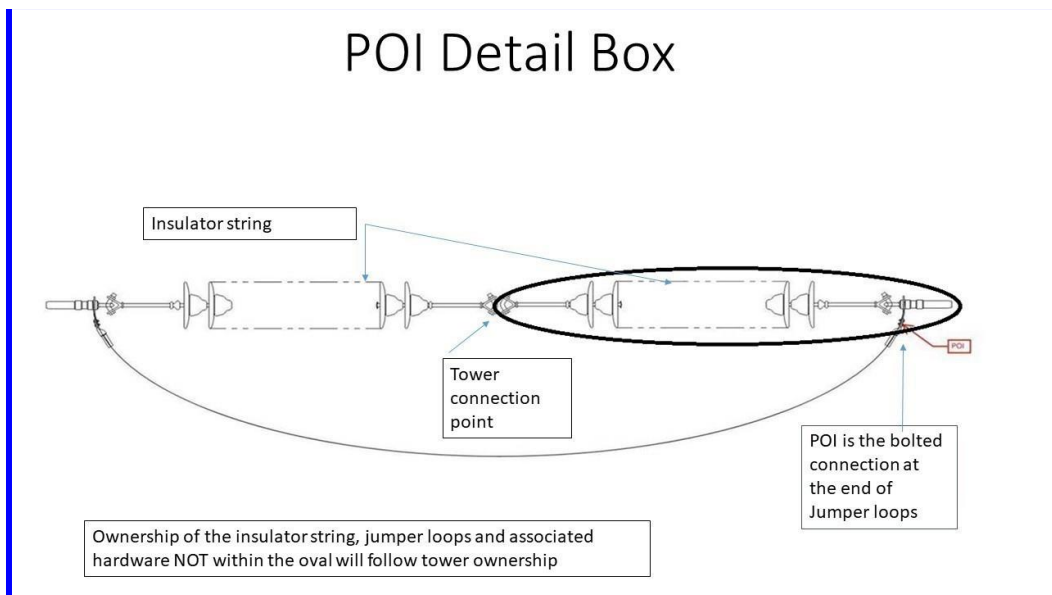 POI Detail Box
Insulator string
Tower
connection
point
POI
POI is the bolted
connection at
the end of
Jumper loops
Ownership of the insulator string, jumper loops and associated
hardware NOT within the oval will follow tower ownership